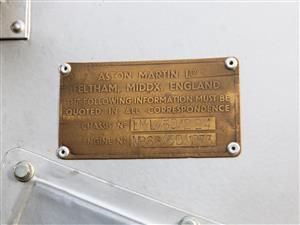 ASTON MARTIN LTD
FELTHAM, MIDDX, ENGLAND
THE FOLLOWING INFORMATION MUST BE
QUOTED IN ALL CORRESPONDENCE
CHASSIS No
ENGINE No